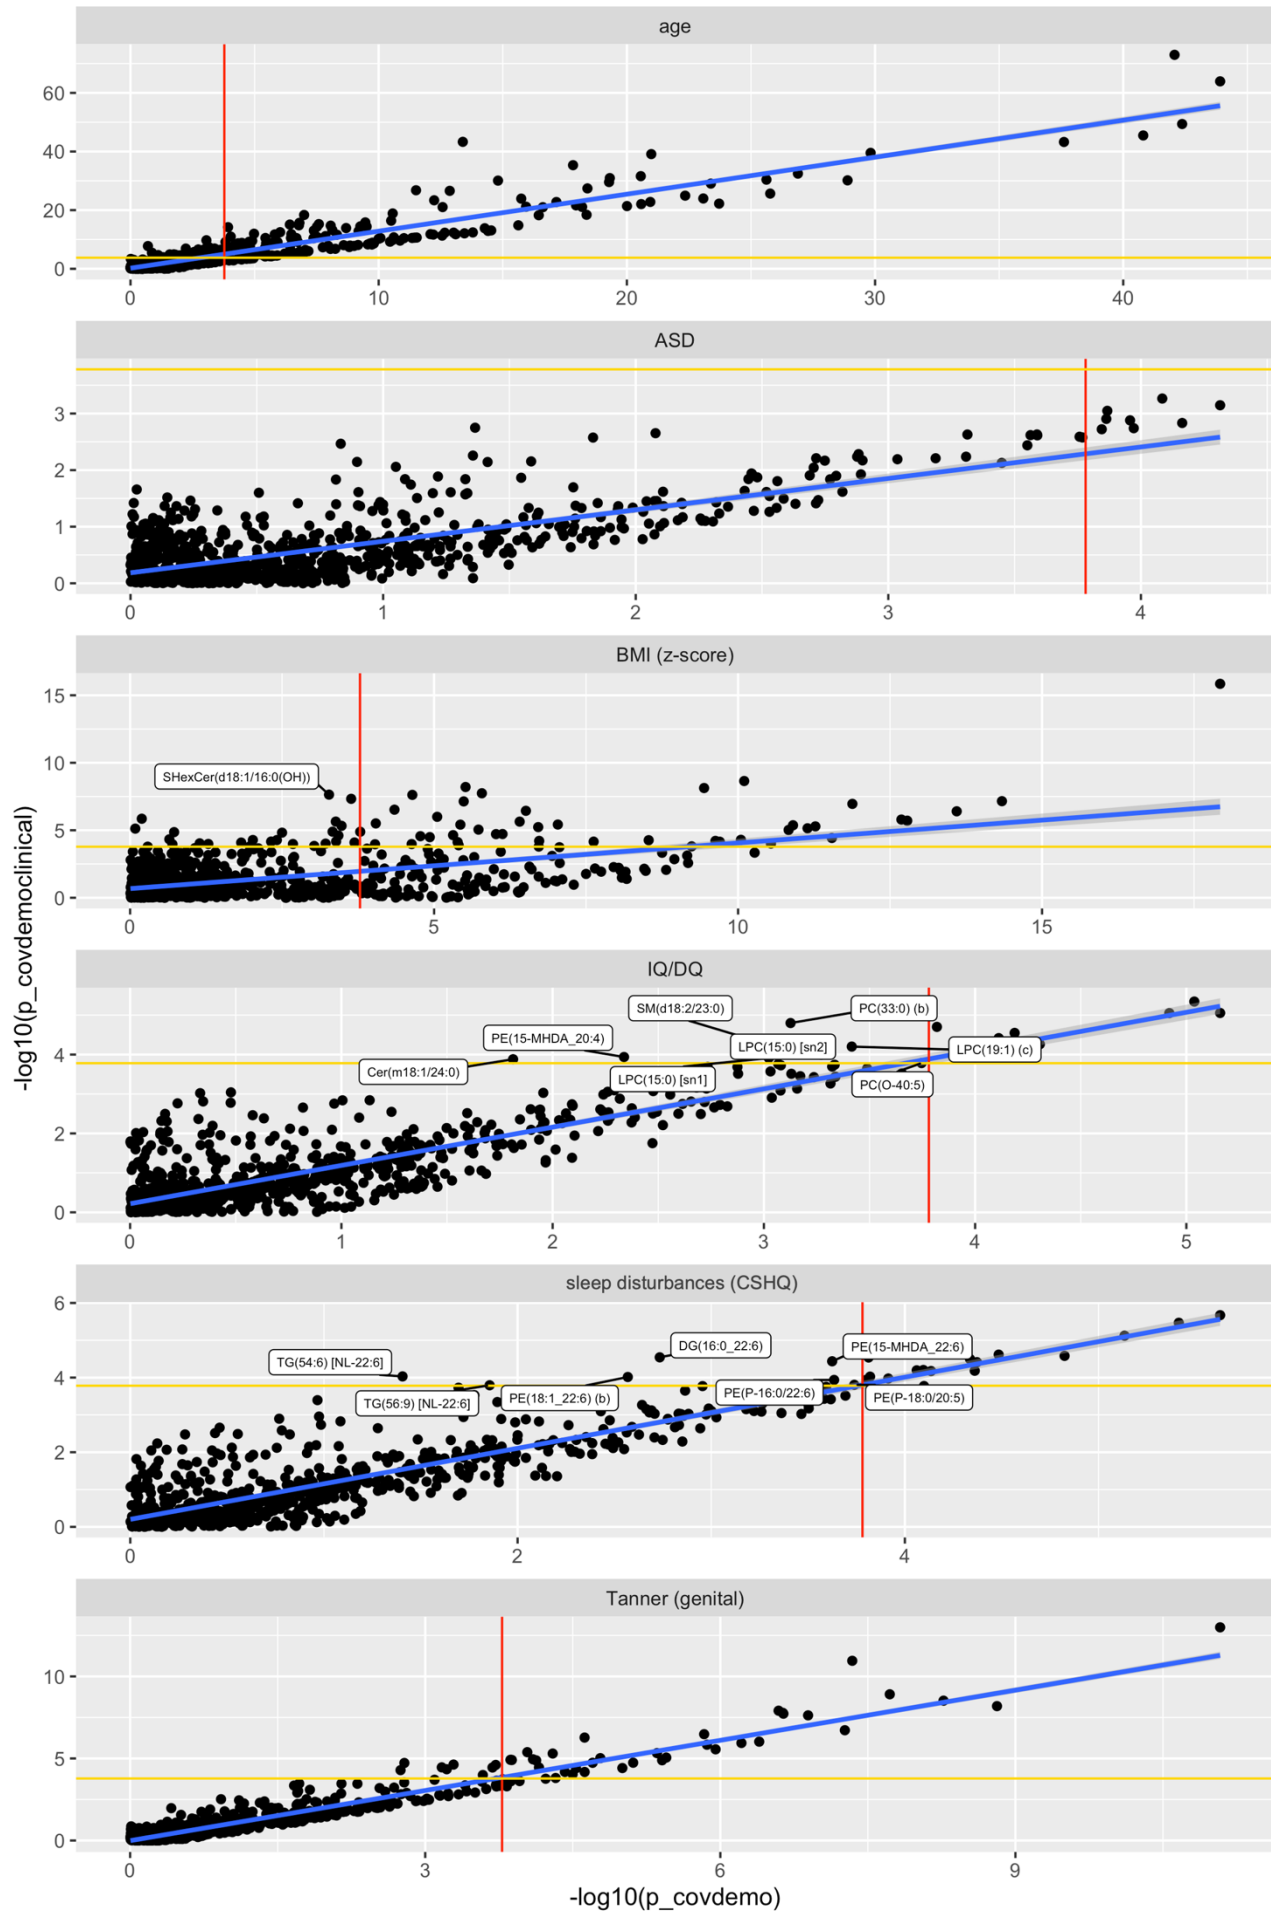 age
60
40
20
0
0
10
20
30
40
ASD
3
2
1
0
0
1
2
3
4
BMI (z-score)
15
10
5
0
SHexCer(d18:1/16:0(OH))
0
5
10
15
IQ/DQ
4
2
0
SM(d18:2/23:0)
PC(33:0) (b)
PE(15-MHDA_20:4)
LPC(15:0) [sn2]
LPC(19:1) (c)
Cer(m18:1/24:0)
LPC(15:0) [sn1]
PC(O-40:5)
0
1
2
3
4
5
sleep disturbances (CSHQ)
6
4
2
0
DG(16:0_22:6)
PE(15-MHDA_22:6)
TG(54:6) [NL-22:6]
TG(56:9) [NL-22:6]
PE(18:1_22:6) (b)
PE(P-16:0/22:6)
PE(P-18:0/20:5)
0
2
4
Tanner (genital)
10
5
0
0
3
6
9
-log10(p_covdemo)
-log10(p_covdemoclinical)